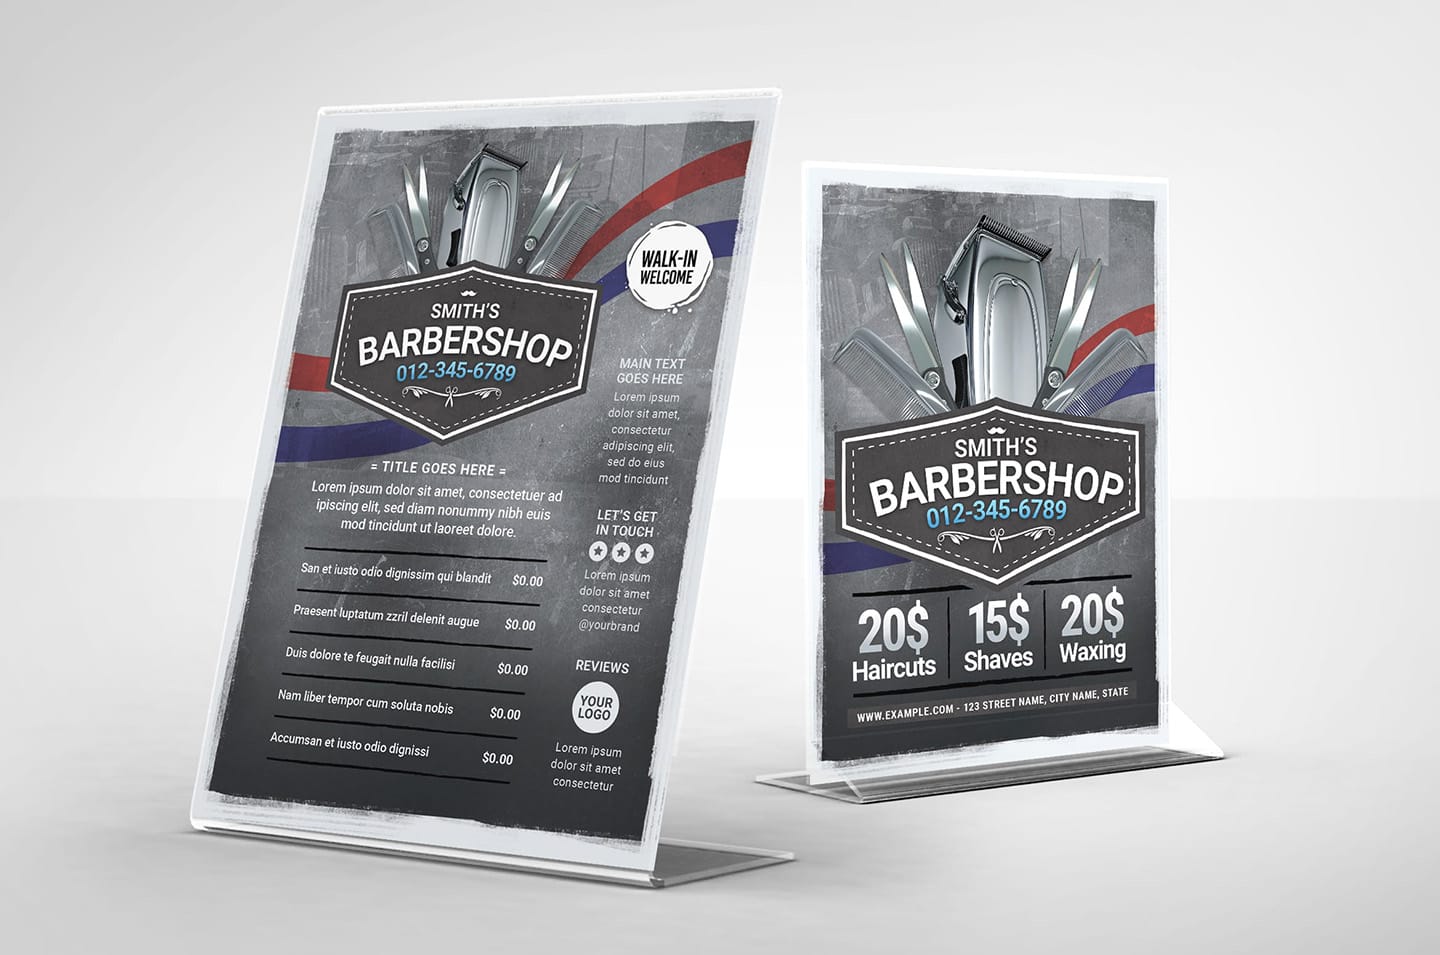 SMITH'S
BARBERSHOP
012-345-6789
WALK-IN
WELCOME
= TITLE GOES HERE =
Lorem ipsum dolor sit amet, consectetuer ad
ipiscing elit, sed diam nonummy nibh euis
mod tincidunt ut laoreet dolore.
San et iusto odio dignissim qui blandit $0.00
Praesent luptatum zzril delenit augue $0.00
Duis dolore te feugait nulla facilisi $0.00
Nam liber tempor cum soluta nobis $0.00
Accumsan et iusto odio dignissi $0.00
MAIN TEXT
GOES HERE
Lorem ipsum
dolor sit amet,
consectetur
adipiscing elit,
sed do eius
mod tincidunt
LET'S GET
IN TOUCH
Lorem ipsum
dolor sit amet
consectetur
@yourbrand
REVIEWS
YOUR
LOGO
Lorem ipsum
dolor sit amet
consectetur
SMITH'S
BARBERSHOP
012-345-6789
20$ 15$ 20$
Haircuts Shaves Waxing
WWW.EXAMPLE.COM - 123 STREET NAME, CITY NAME, STATE